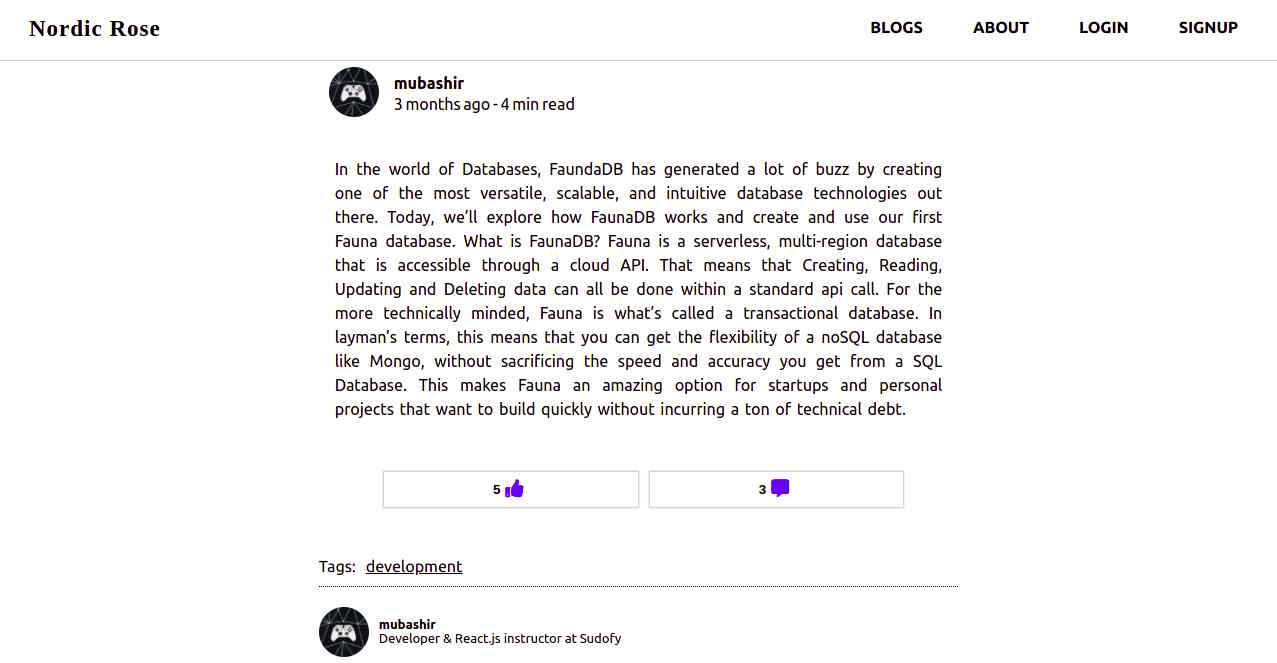 Nordic Rose
BLOGS ABOUT LOGIN SIGNUP
mubashir
3 months ago - 4 min read
In the world of Databases, FaundaDB has generated a lot of buzz by creating
one of the most versatile, scalable, and intuitive database technologies out
there. Today, we’ll explore how FaunaDB works and create and use our first
Fauna database. What is FaunaDB? Fauna is a serverless, multi-region database
that is accessible through a cloud API. That means that Creating, Reading,
Updating and Deleting data can all be done within a standard api call. For the
more technically minded, Fauna is what’s called a transactional database. In
layman’s terms, this means that you can get the flexibility of a noSQL database
like Mongo, without sacrificing the speed and accuracy you get from a SQL
Database. This makes Fauna an amazing option for startups and personal
projects that want to build quickly without incurring a ton of technical debt.
5
3
Tags: development
mubashir
Developer & React.js instructor at Sudofy